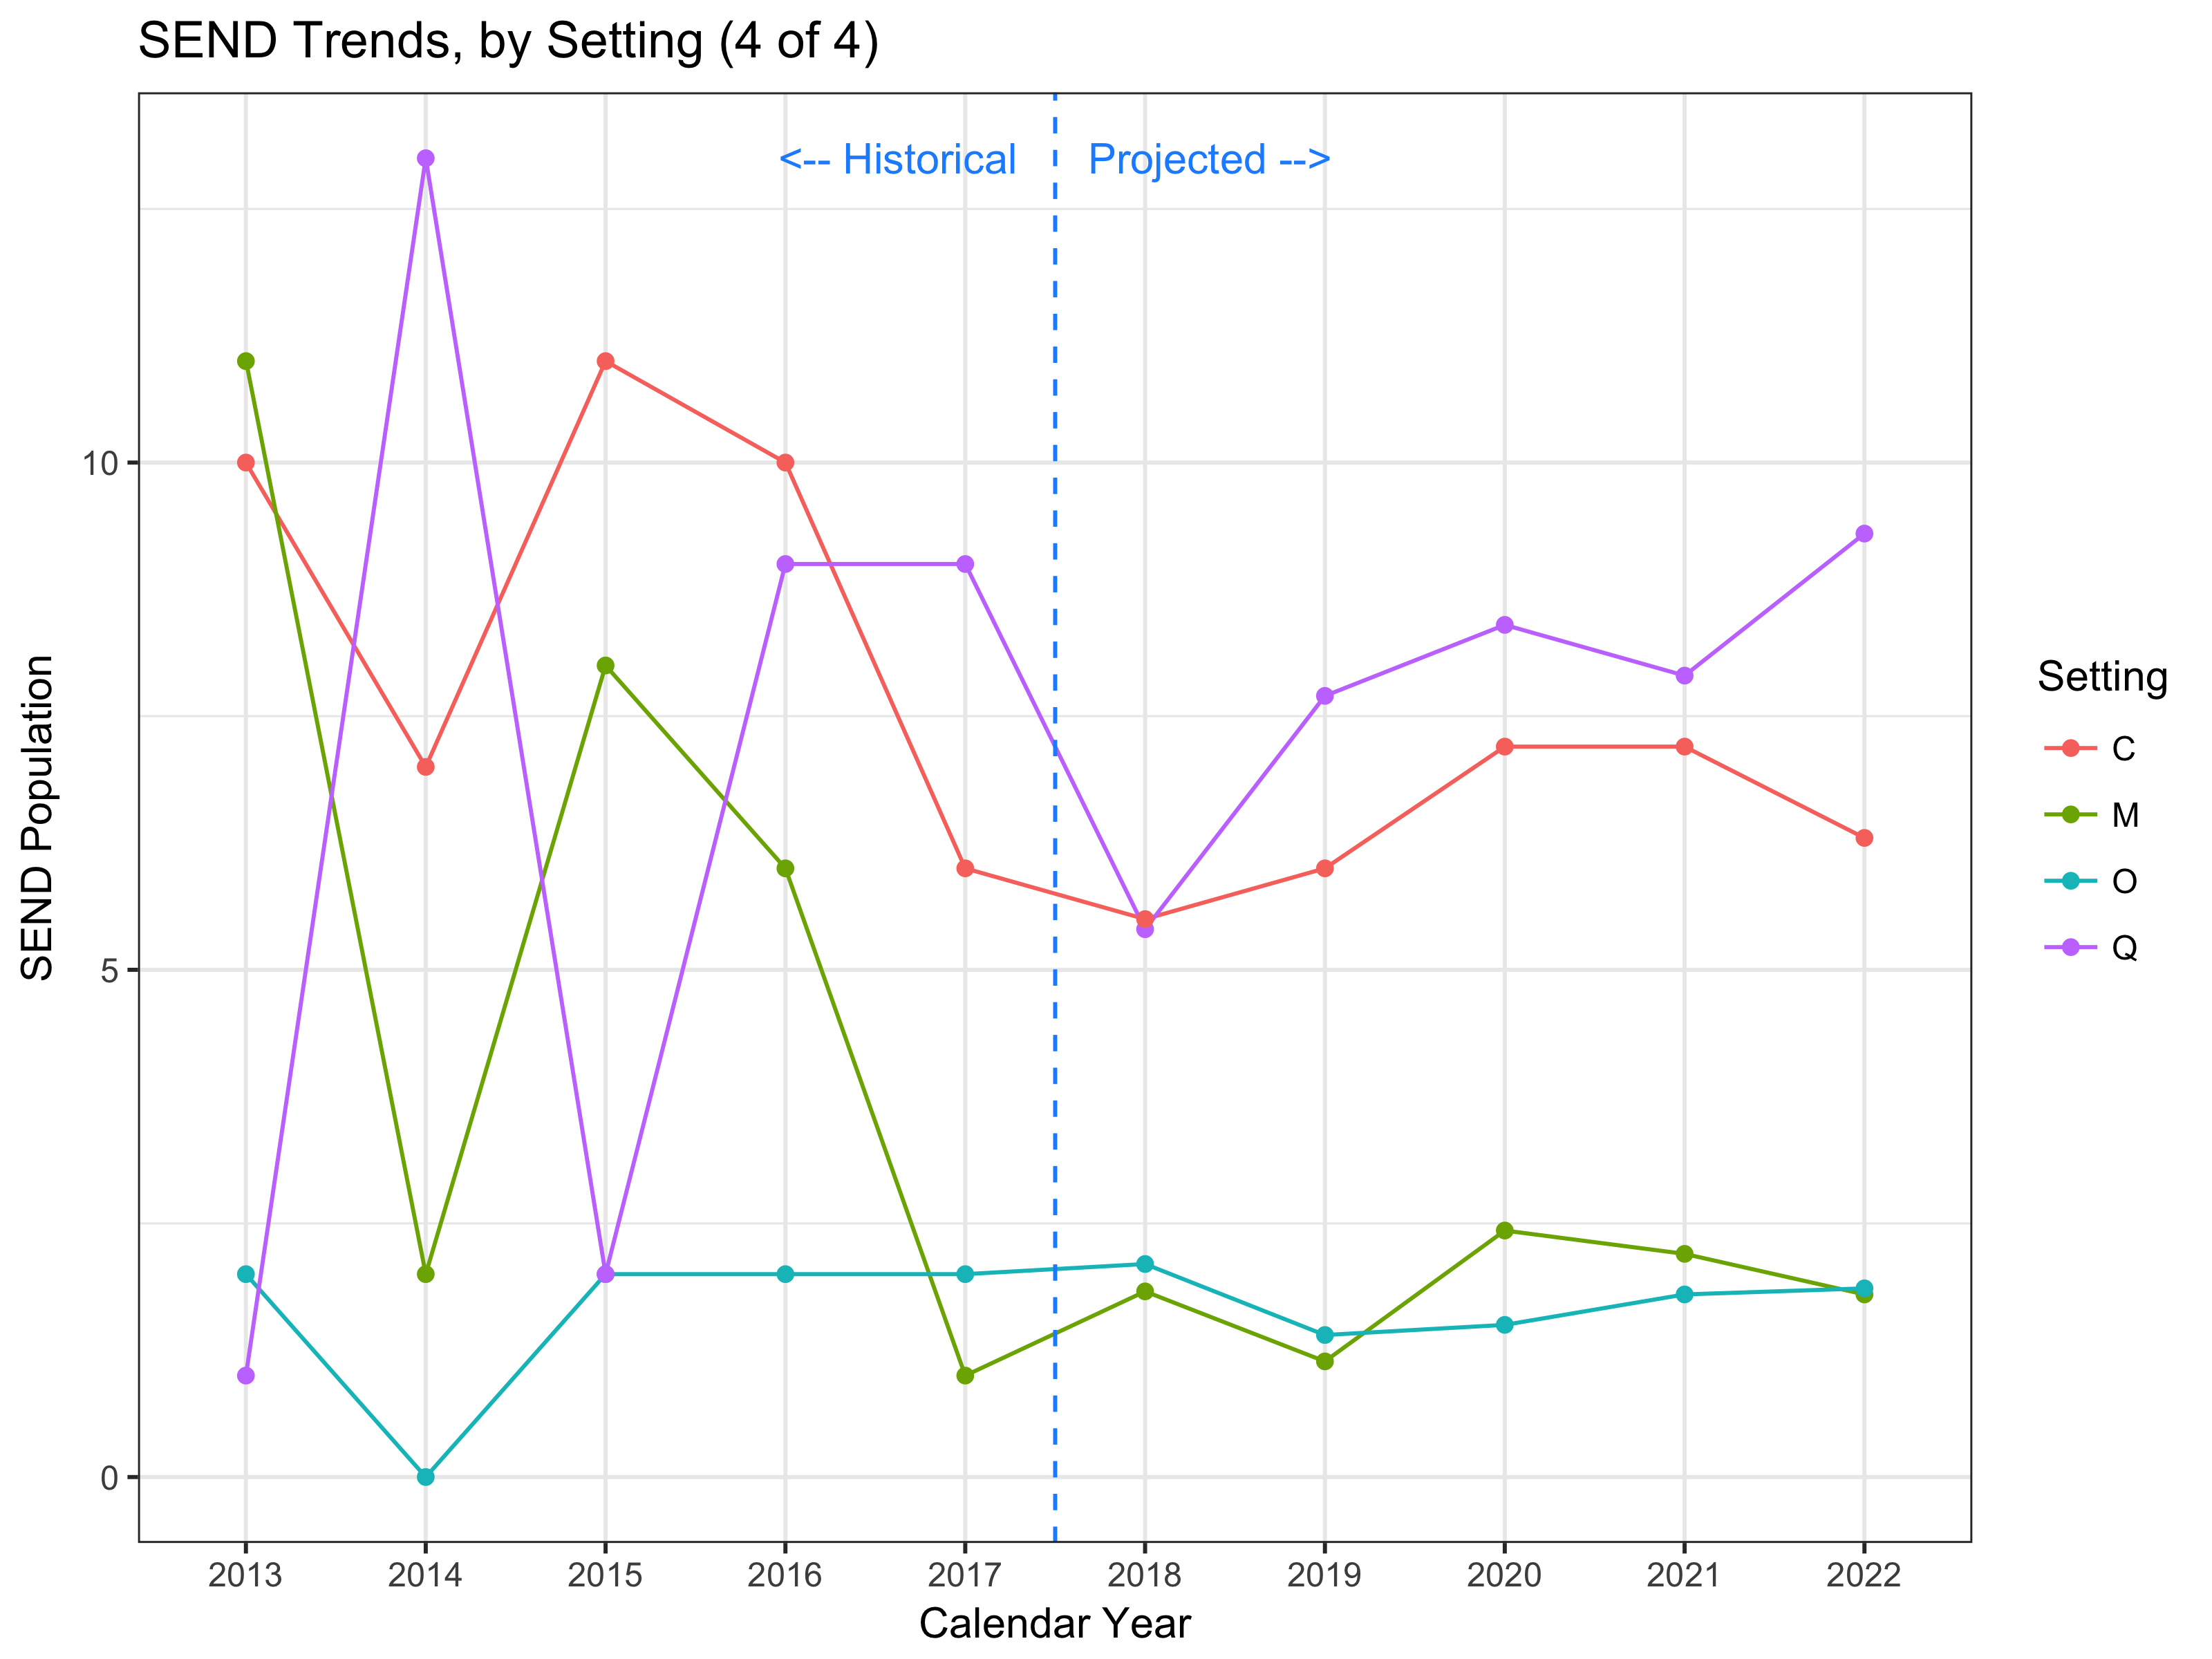 SEND Trends, by Setting (4 of 4)
<-- Historical
Projected -->
SEND Population
10
5
0
2013 2014 2015 2016 2017 2018 2019 2020 2021 2022
Calendar Year
Setting
C
M
O
Q